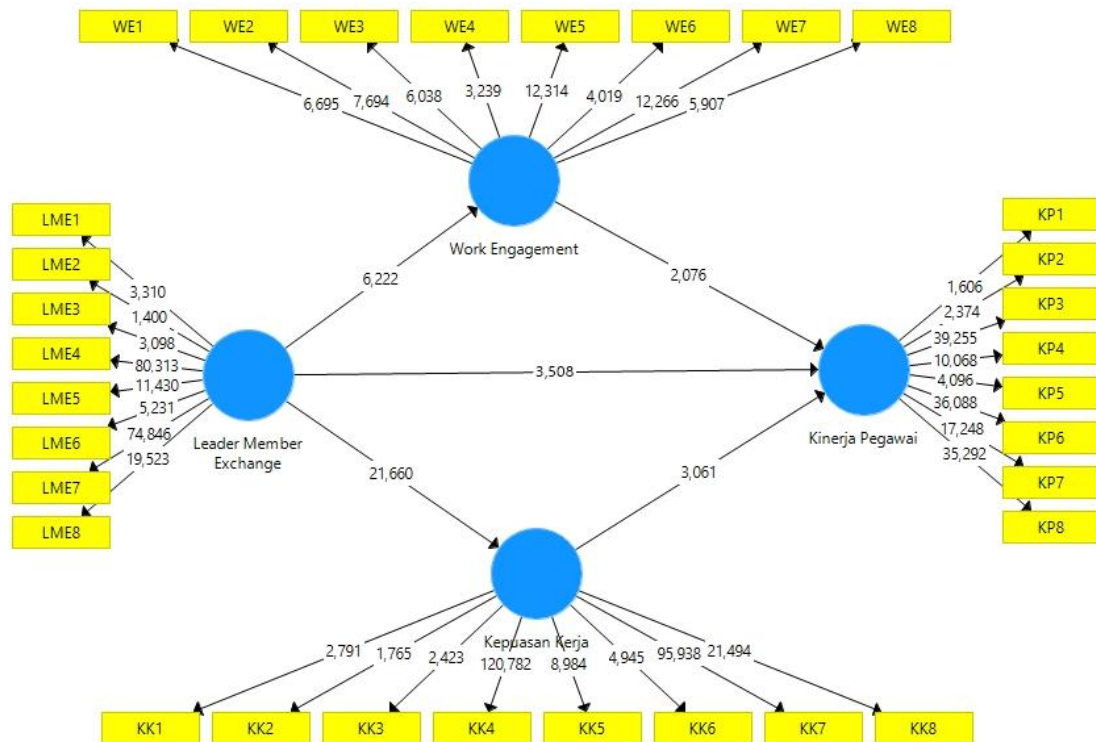 WE1 WE2 WE3 WE4 WE5 WE6 WE7 WE8
6,695 7,694 6,038 3,239 12,314 4,019 12,266 5,907
Work Engagement
LME1
LME2
LME3
LME4
LME5
LME6
LME7
LME8
3,310
1,400
3,098
80,313
11,430
5,231
74,846
19,523
Leader Member
Exchange
6,222
2,076
3,508
21,660
3,061
KP1
KP2
KP3
KP4
KP5
KP6
KP7
KP8
1,606
2,374
39,255
10,068
4,096
36,088
17,248
35,292
Kinerja Pegawai
Kepuasan Kerja
2,791 1,765 2,423 120,782 8,984 4,945 95,938 21,494
KK1 KK2 KK3 KK4 KK5 KK6 KK7 KK8